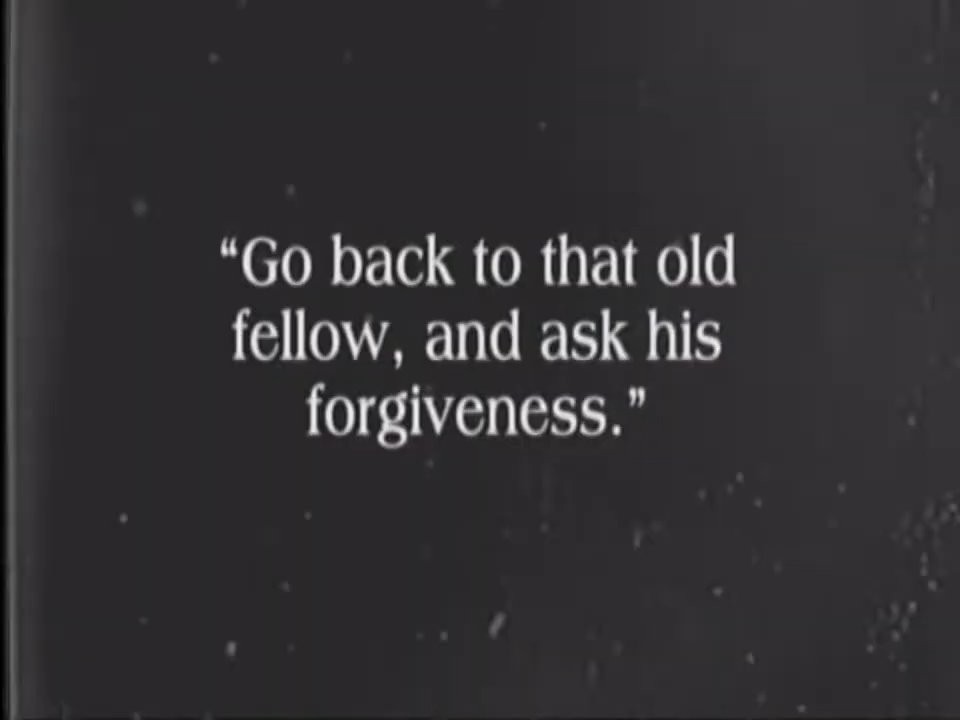 “Go back to that old
fellow, and ask his
forgiveness.”